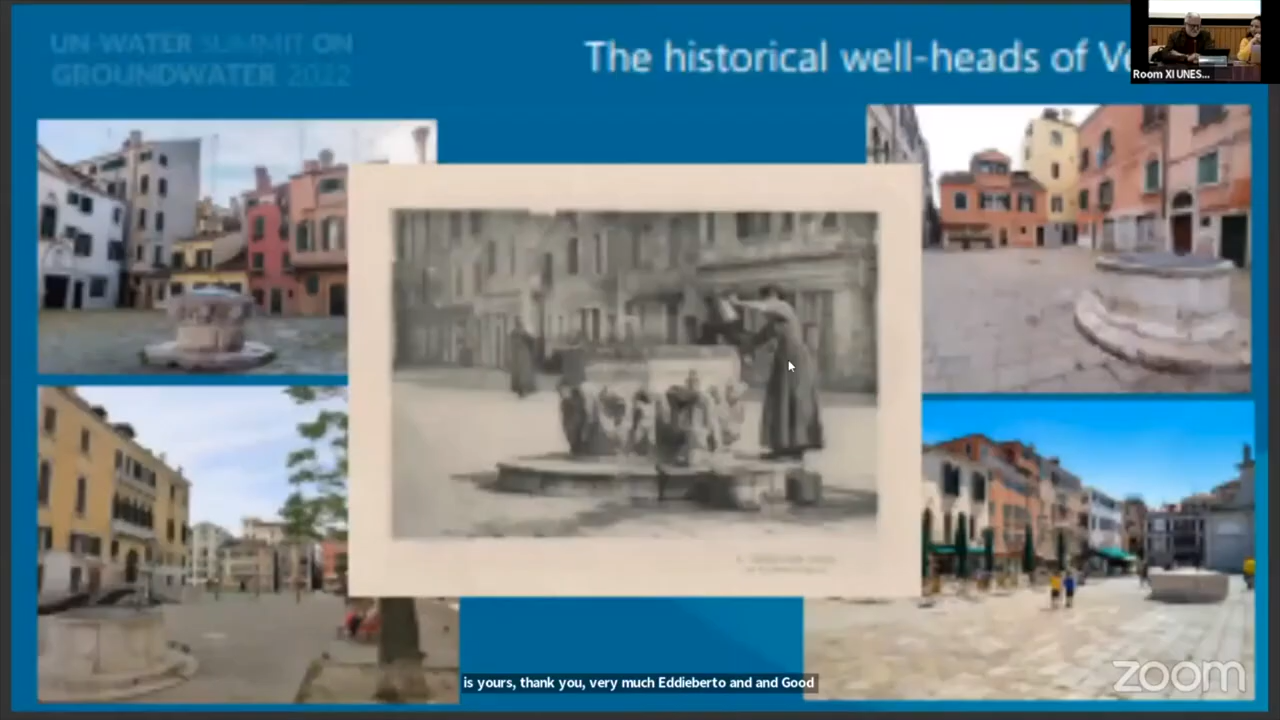 UN-WATER SUMMIT ON
GROUNDWATER 2022
The historical well-heads of Ve
Room XI UNES...
is yours, thank you, very much Eddieberto and and Good
zoom